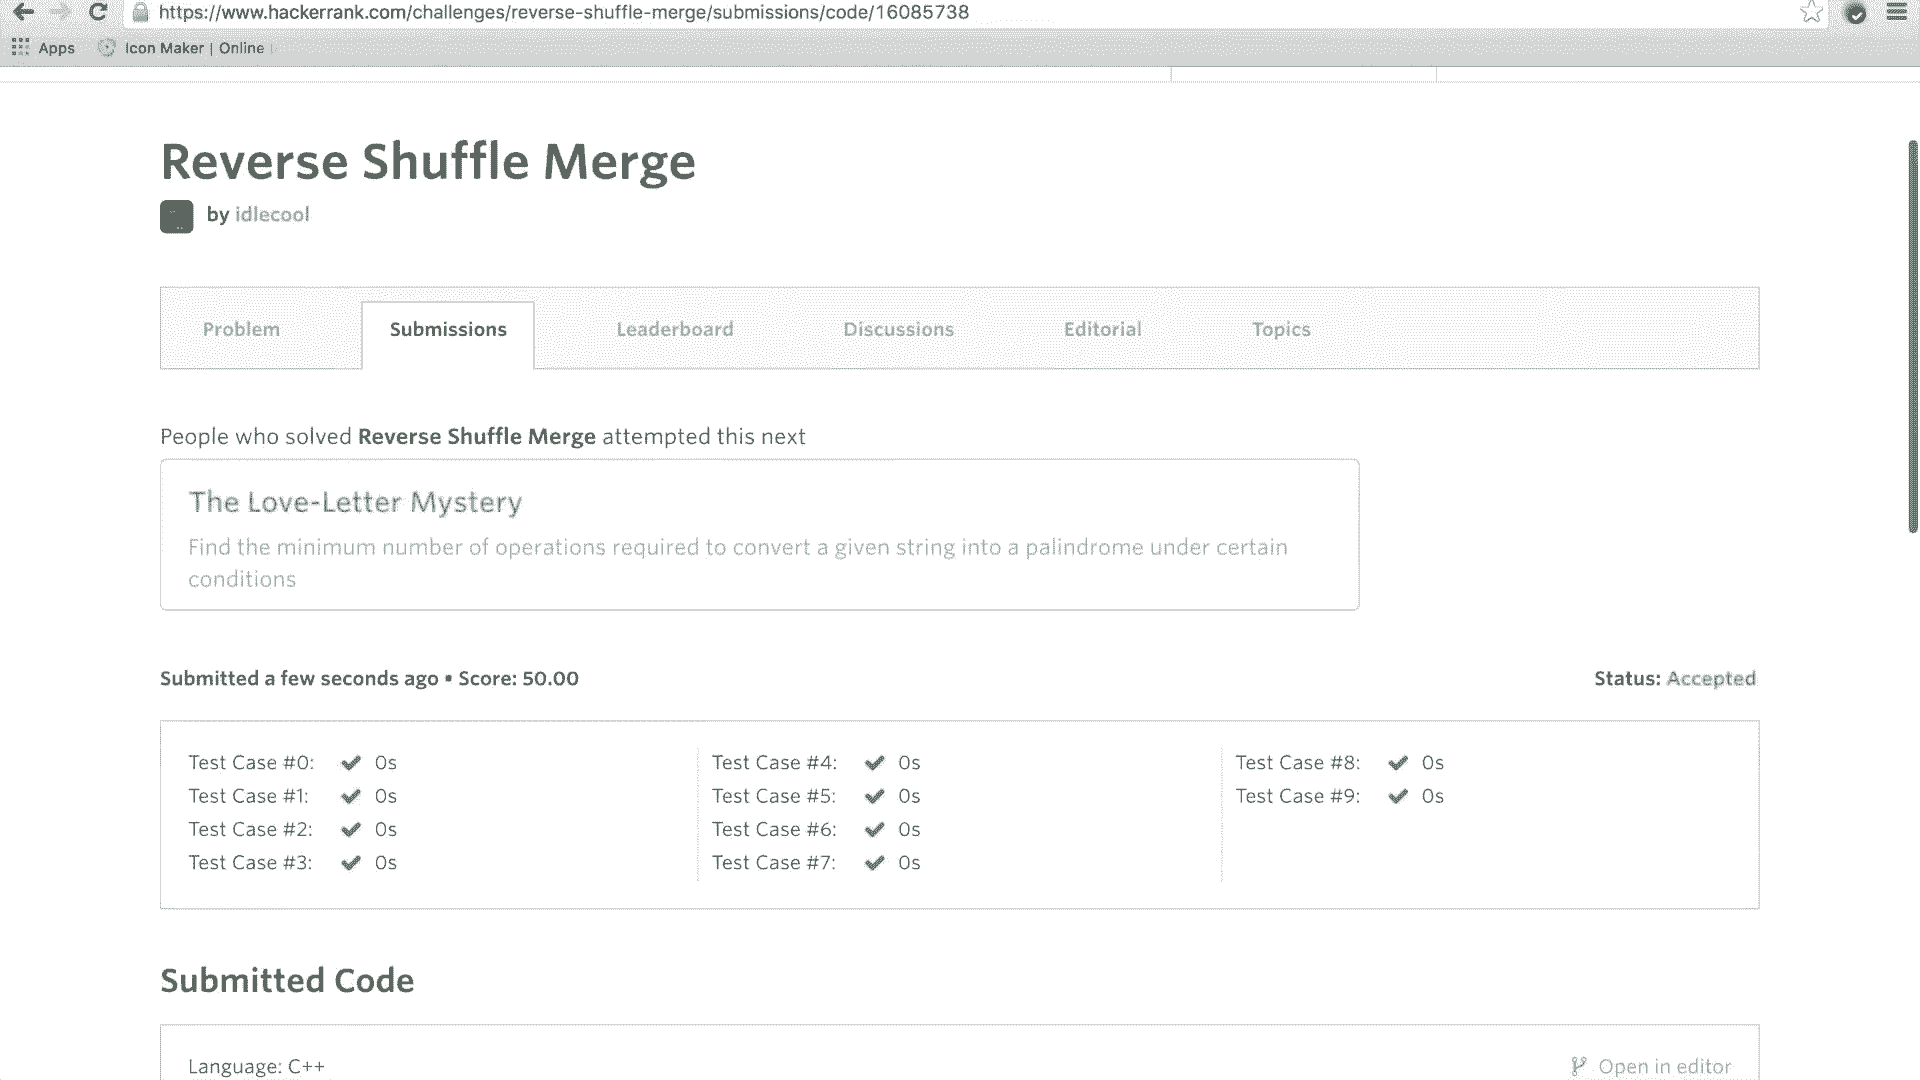 https://www.hackerrank.com/challenges/reverse-shuffle-merge/submissions/code/16085738
Apps Icon Maker | Online
Reverse Shuffle Merge
by idlecool
Problem Submissions Leaderboard Discussions Editorial Topics
People who solved Reverse Shuffle Merge attempted this next
The Love-Letter Mystery
Find the minimum number of operations required to convert a given string into a palindrome under certain
conditions
Submitted a few seconds ago • Score: 50.00 Status: Accepted
Test Case #0: ✔ 0s Test Case #4: ✔ 0s Test Case #8: ✔ 0s
Test Case #1: ✔ 0s Test Case #5: ✔ 0s Test Case #9: ✔ 0s
Test Case #2: ✔ 0s Test Case #6: ✔ 0s
Test Case #3: ✔ 0s Test Case #7: ✔ 0s
Submitted Code
Language: C++ Open in editor